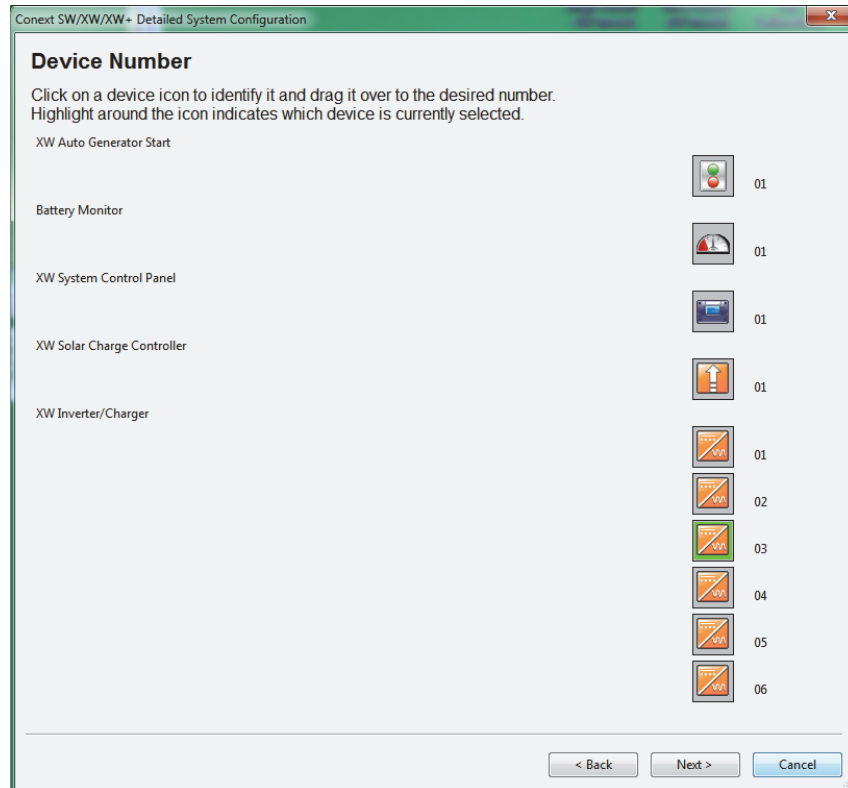 Conext SW/XW/XW+ Detailed System Configuration
Device Number
Click on a device icon to identify it and drag it over to the desired number.
Highlight around the icon indicates which device is currently selected.
XW Auto Generator Start
01
Battery Monitor
01
XW System Control Panel
01
XW Solar Charge Controller
01
XW Inverter/Charger
01
02
03
04
05
06
< Back Next > Cancel